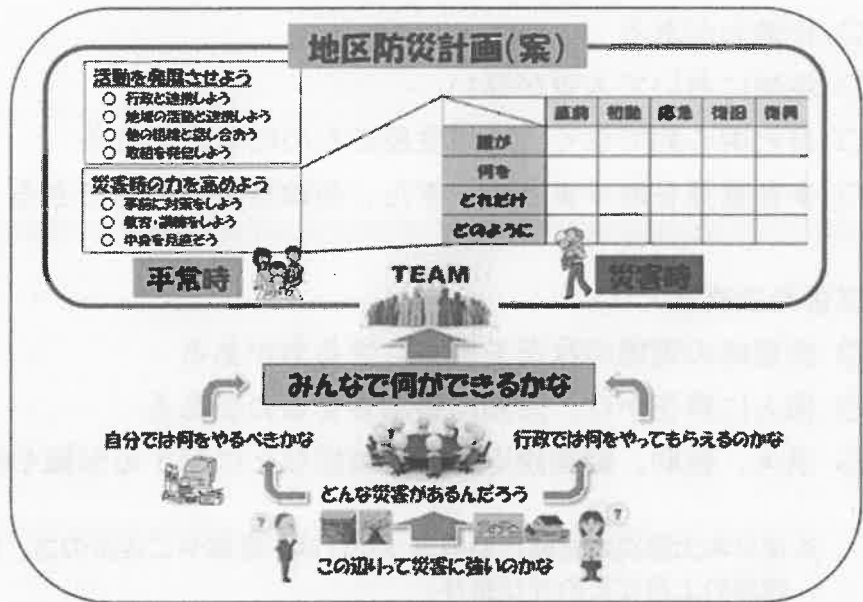 地区防災計画(案)
活動を発展させよう
○ 行政と連携しよう
○ 地域の活動と連携しよう
○ 他の組織と話し合おう
○ 取組を発信しよう
災害時の力を高めよう
○ 事前に対策をしよう
○ 教育・訓練をしよう
○ 中身を見直そう
直前 初動 応急 復旧 復興
誰が
何を
どれだけ
どのように
平常時
TEAM
災害時
みんなで何ができるかな
自分では何をやるべきかな
行政では何をやってもらえるのかな
どんな災害があるんだろう
?
?
この辺りって災害に強いのかな